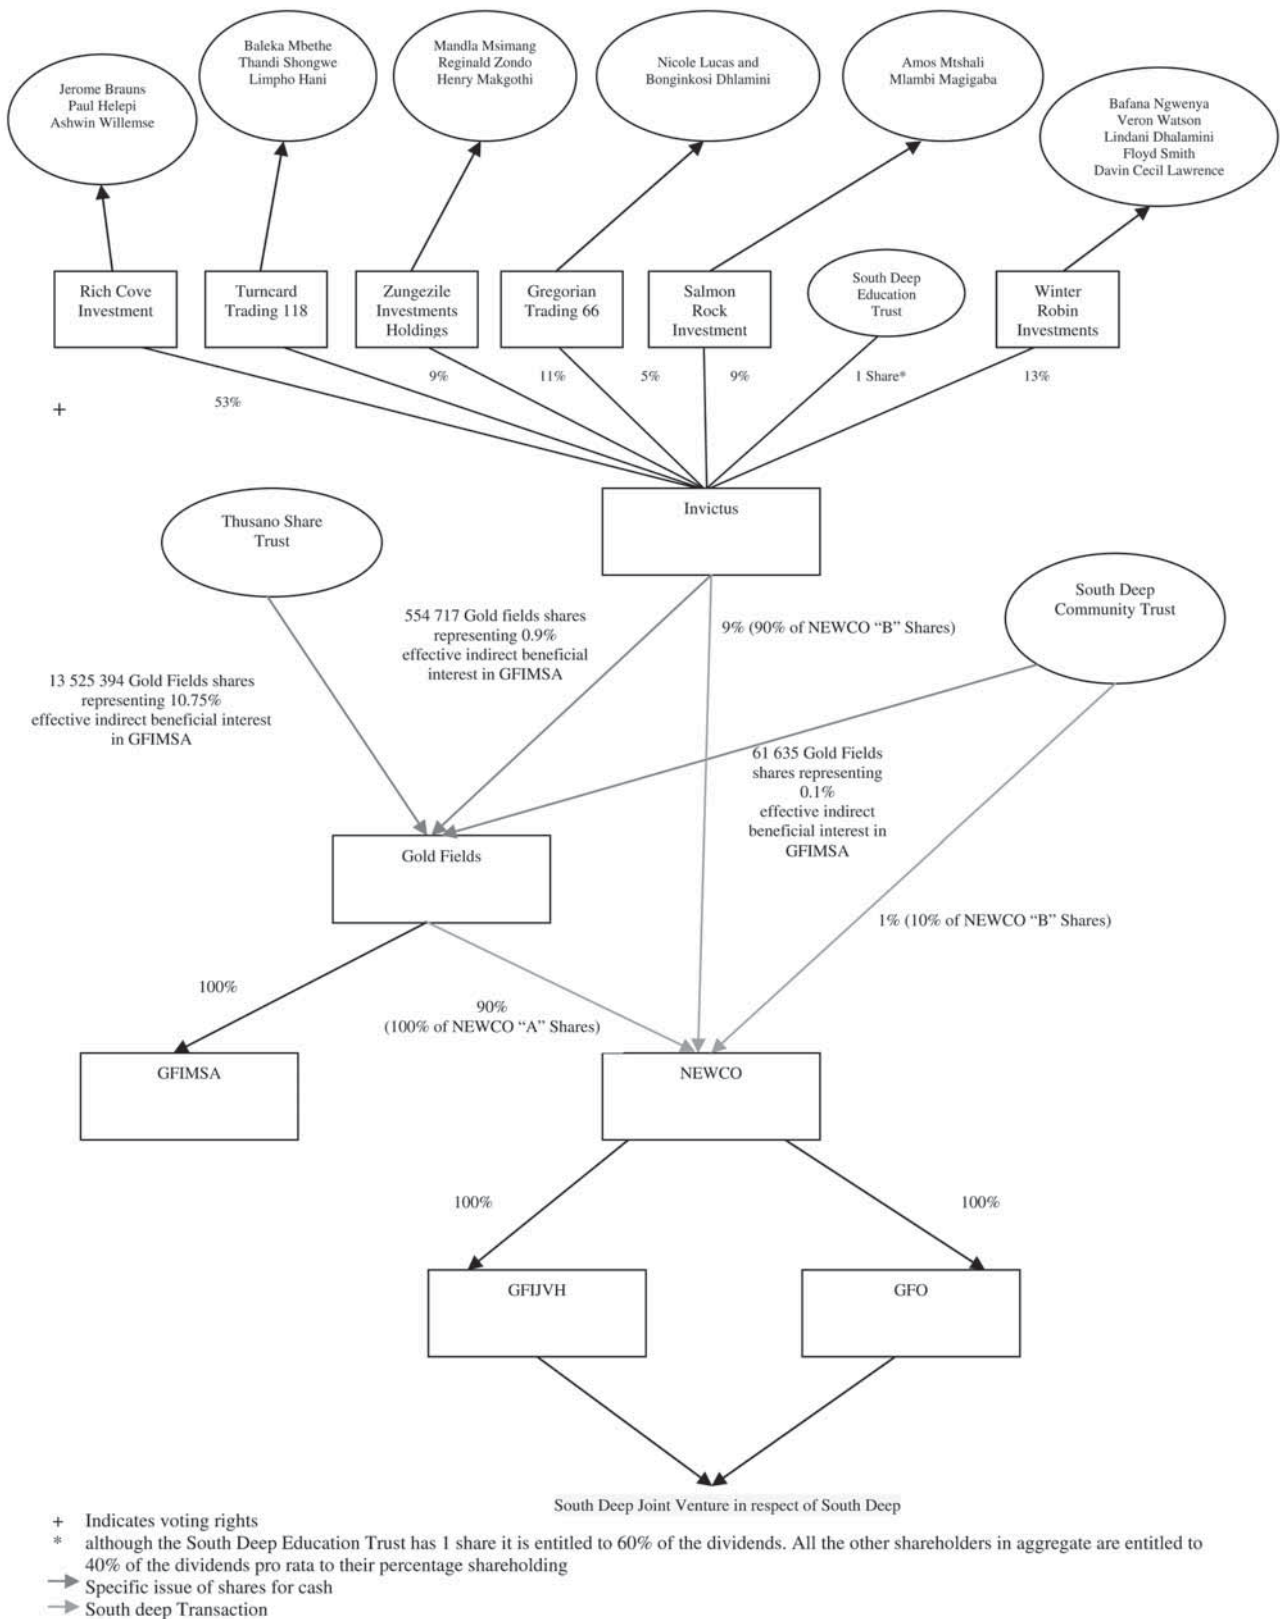 Jerome Brauns
Paul Helepi
Ashwin Willemse
Baleka Mbethe
Thandi Shongwe
Limpho Hani
Mandla Msimang
Reginald Zondo
Henry Makgothi
Nicole Lucas and
Bonginkosi Dhlamini
Amos Mtshali
Mlambi Magigaba
Bafana Ngwenya
Veron Watson
Lindani Dhalamini
Floyd Smith
Davin Cecil Lawrence
Rich Cove
Investment
Turncard
Trading 118
Zungezile
Investments
Holdings
Gregorian
Trading 66
Salmon
Rock
Investment
South Deep
Education
Trust
Winter
Robin
Investments
+
53%
9%
11%
5%
9%
1 Share*
13%
Invictus
Thusano Share
Trust
South Deep
Community Trust
554 717 Gold fields shares
representing 0.9%
effective indirect beneficial
interest in GFIMSA
9% (90% of NEWCO “B” Shares)
13 525 394 Gold Fields shares
representing 10.75%
effective indirect beneficial interest
in GFIMSA
61 635 Gold Fields
shares representing
0.1%
effective indirect
beneficial interest in
GFIMSA
Gold Fields
1% (10% of NEWCO “B” Shares)
100%
90%
(100% of NEWCO “A” Shares)
GFIMSA
NEWCO
100%
100%
GFIJVH
GFO
South Deep Joint Venture in respect of South Deep
+ Indicates voting rights
* although the South Deep Education Trust has 1 share it is entitled to 60% of the dividends. All the other shareholders in aggregate are entitled to
40% of the dividends pro rata to their percentage shareholding
Specific issue of shares for cash
South deep Transaction